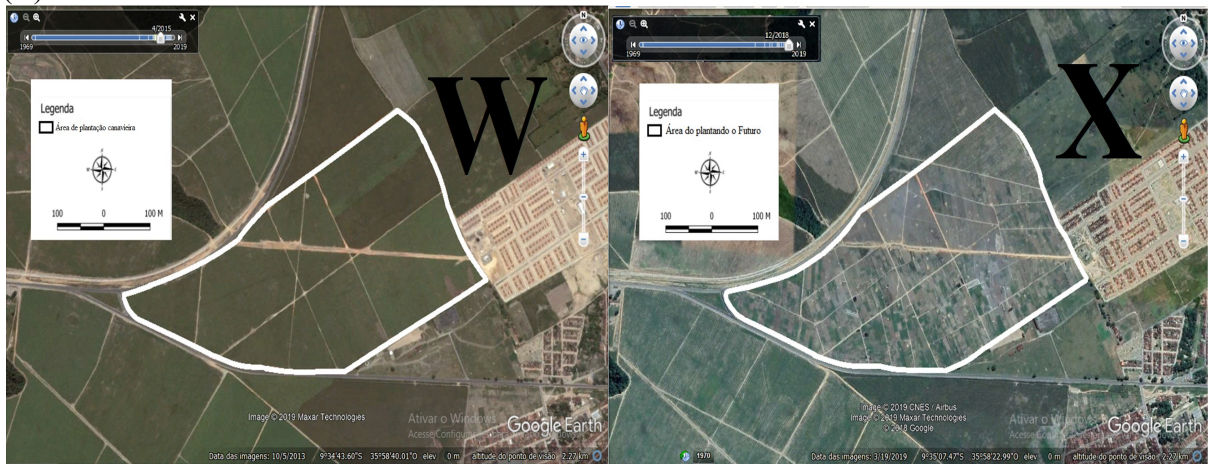 4/2015
1969
2019
N
Legenda
Área de plantação canavieira
100 0 100 M
W
Image © 2019 Maxar Technologies
Ativar o Windows
Google Earth
Data das imagens: 10/5/2013 9°34'43.60"S 35°58'40.01"O elev 0 m altitude do ponto de visão 2.27 km
12/2018
1969
2019
N
Legenda
Área do plantando o Futuro
100 0 100 M
X
Image © 2019 CNES / Airbus
Image © 2019 Maxar Technologies
© 2018 Google
Google Earth
1970
Data das imagens: 3/19/2019 9°35'07.47"S 35°58'22.99"O elev 0 m altitude do ponto de visão 2.27 km